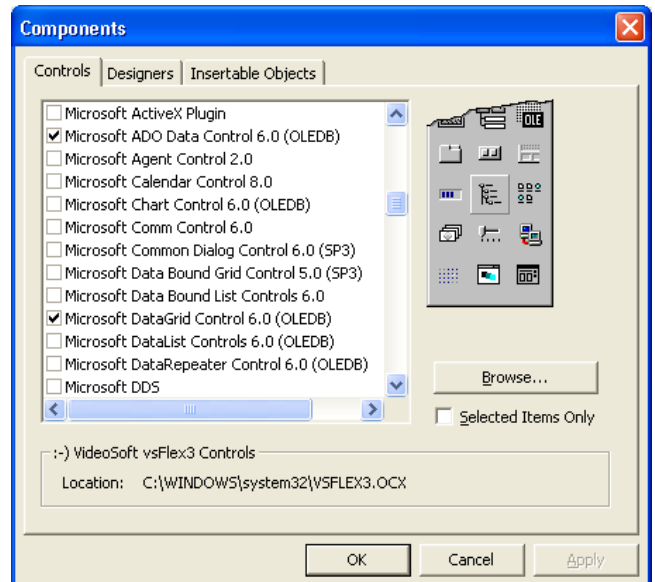 Components
Controls Designers Insertable Objects
Microsoft ActiveX Plugin
Microsoft ADO Data Control 6.0 (OLEDB)
Microsoft Agent Control 2.0
Microsoft Calendar Control 8.0
Microsoft Chart Control 6.0 (OLEDB)
Microsoft Comm Control 6.0
Microsoft Common Dialog Control 6.0 (SP3)
Microsoft Data Bound Grid Control 5.0 (SP3)
Microsoft Data Bound List Controls 6.0
Microsoft DataGrid Control 6.0 (OLEDB)
Microsoft DataList Controls 6.0 (OLEDB)
Microsoft DataRepeater Control 6.0 (OLEDB)
Microsoft DDS
OLE
Browse...
Selected Items Only
:-) VideoSoft vsFlex3 Controls
Location: C:\WINDOWS\system32\VSFLEX3.OCX
OK Cancel Apply